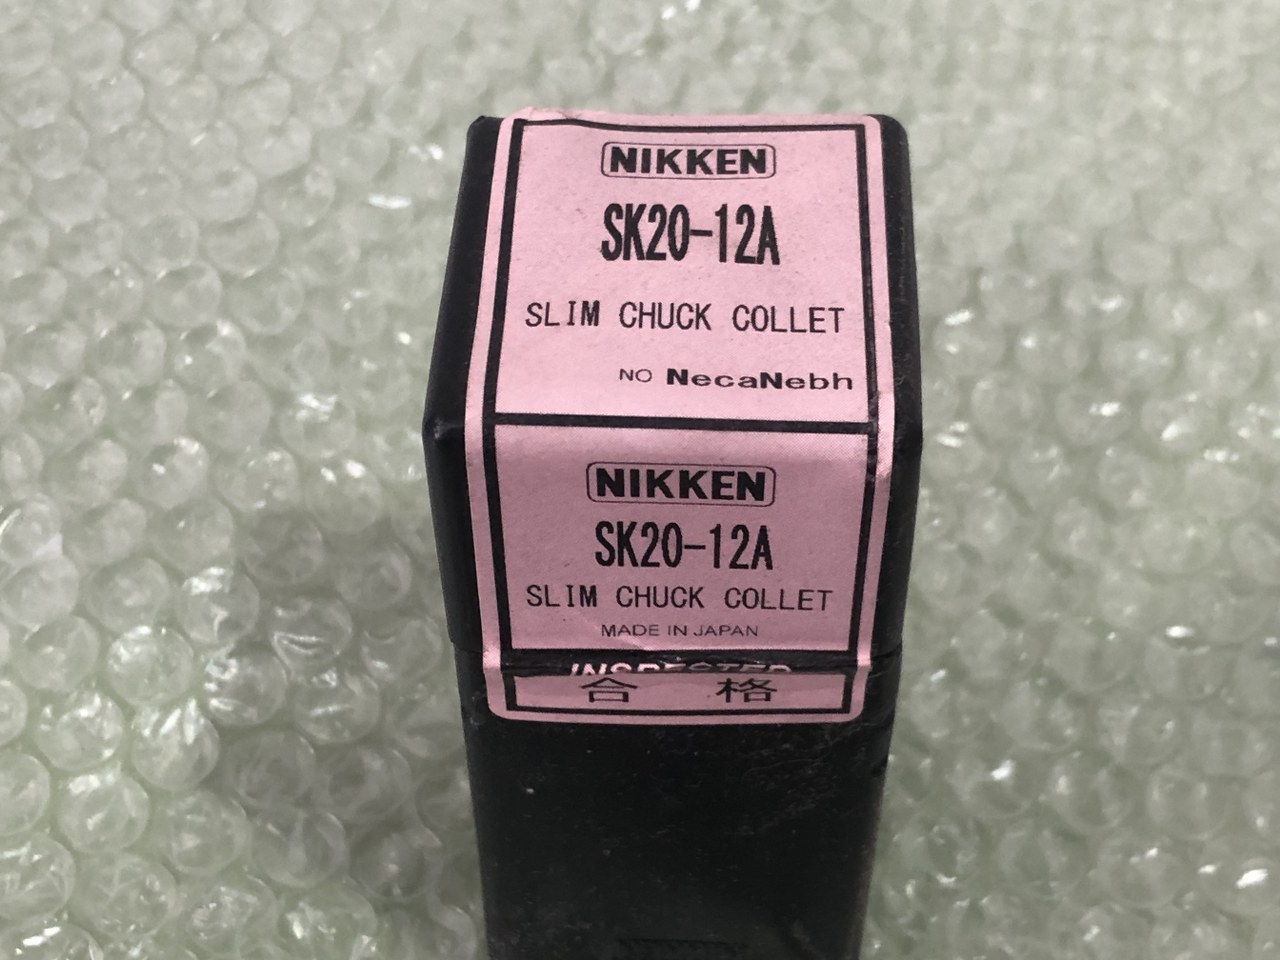 NIKKEN
SK20-12A
SLIM CHUCK COLLET
NO NecaNebh
NIKKEN
SK20-12A
SLIM CHUCK COLLET
MADE IN JAPAN
INSPECTED
合格